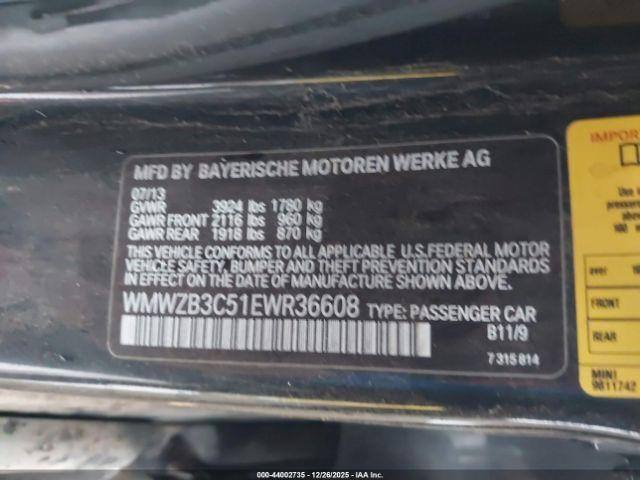 MFD BY BAYERISCHE MOTOREN WERKE AG
07/13
GVWR 3924 lbs 1780 kg
GAWR FRONT 2116 lbs 960 kg
GAWR REAR 1918 lbs 870 kg
THIS VEHICLE CONFORMS TO ALL APPLICABLE U.S.FEDERAL MOTOR
VEHICLE SAFETY, BUMPER AND THEFT PREVENTION STANDARDS
IN EFFECT ON THE DATE OF MANUFACTURE SHOWN ABOVE.
WMWZB3C51EWR36608 TYPE: PASSENGER CAR
B11/9
7 315 814
over
FRONT
REAR
MINI
9811742
000-44002735 - 12/26/2025 - IAA Inc.